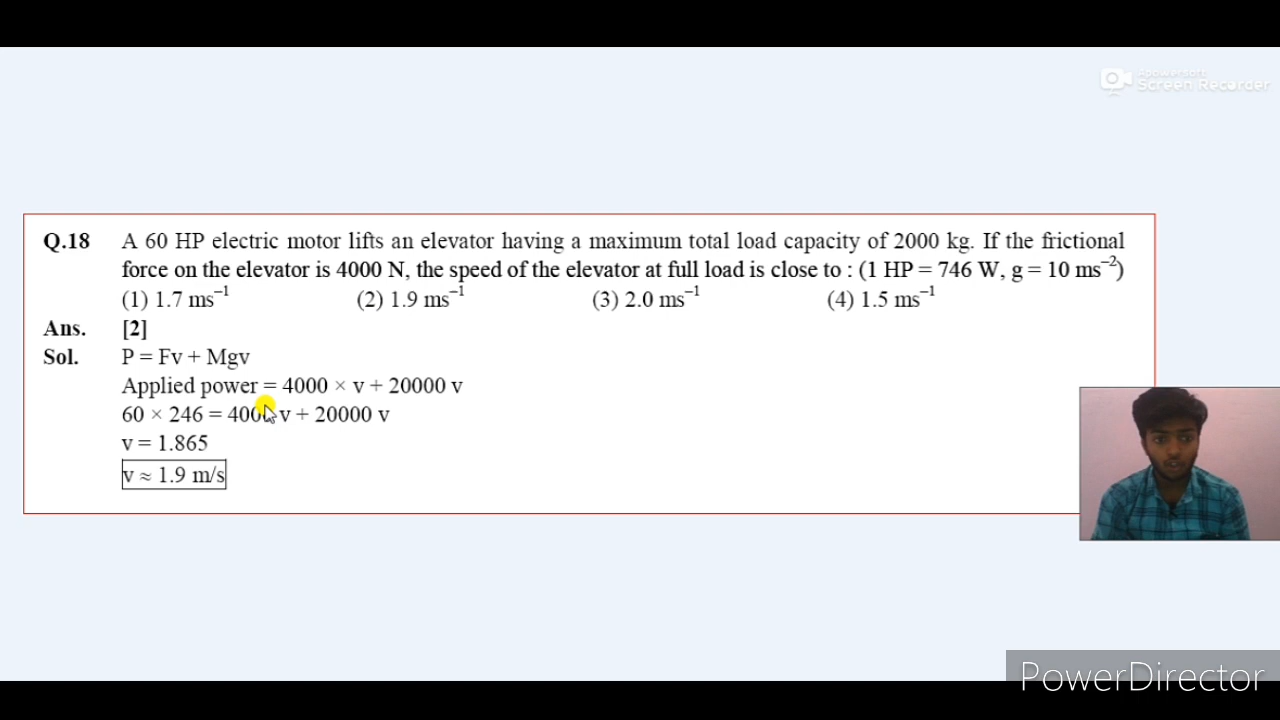 Apowersoft
Screen Recorder
Q.18 A 60 HP electric motor lifts an elevator having a maximum total load capacity of 2000 kg. If the frictional
force on the elevator is 4000 N, the speed of the elevator at full load is close to : (1 HP = 746 W, g = 10 ms⁻²)
(1) 1.7 ms⁻¹ (2) 1.9 ms⁻¹ (3) 2.0 ms⁻¹ (4) 1.5 ms⁻¹
Ans. [2]
Sol. P = Fv + Mgv
Applied power = 4000 × v + 20000 v
60 × 246 = 4000 v + 20000 v
v = 1.865
v ≈ 1.9 m/s
PowerDirector